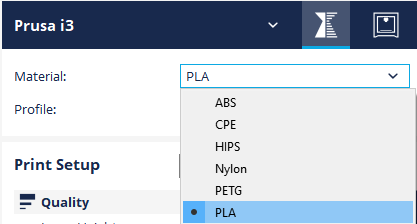 Prusa i3
Material:
PLA
Profile:
ABS
CPE
HIPS
Nylon
PETG
PLA
Print Setup
Quality